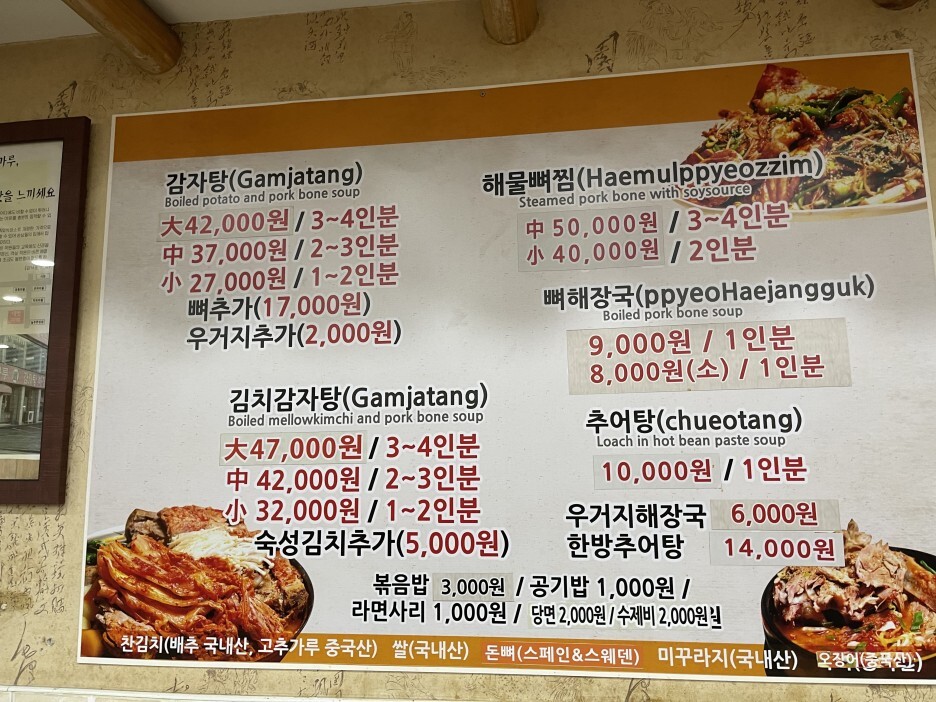 마루,
맛을 느끼세요
감자탕(Gamjatang)
Boiled potato and pork bone soup
大 42,000원 / 3~4인분
中 37,000원 / 2~3인분
小 27,000원 / 1~2인분
뼈추가(17,000원)
우거지추가(2,000원)
김치감자탕(Gamjatang)
Boiled mellowkimchi and pork bone soup
大 47,000원 / 3~4인분
中 42,000원 / 2~3인분
小 32,000원 / 1~2인분
숙성김치추가(5,000원)
해물뼈찜(Haemulppyeozzim)
Steamed pork bone with soysource
中 50,000원 / 3~4인분
小 40,000원 / 2인분
뼈해장국(ppyeoHaejangguk)
Boiled pork bone soup
9,000원 / 1인분
8,000원(소) / 1인분
추어탕(chueotang)
Loach in hot bean paste soup
10,000원 / 1인분
우거지해장국 6,000원
한방추어탕 14,000원
볶음밥 3,000원 / 공기밥 1,000원 /
라면사리 1,000원 / 당면 2,000원 / 수제비 2,000원
찬김치(배추 국내산, 고추가루 중국산) 쌀(국내산) 돈뼈(스페인&스웨덴) 미꾸라지(국내산) 오징어(중국산)